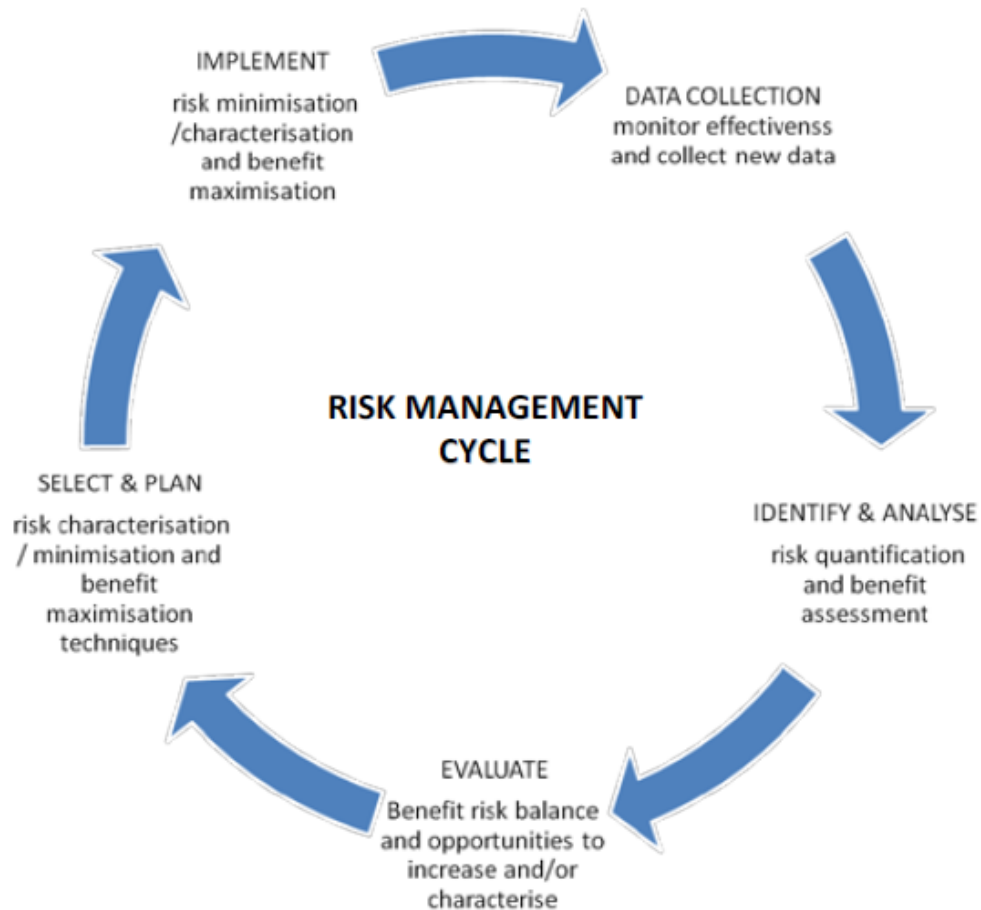 IMPLEMENT
risk minimisation
/characterisation
and benefit
maximisation
DATA COLLECTION
monitor effectivenss
and collect new data
RISK MANAGEMENT
CYCLE
SELECT & PLAN
risk characterisation
/ minimisation and
benefit
maximisation
techniques
IDENTIFY & ANALYSE
risk quantification
and benefit
assessment
EVALUATE
Benefit risk balance
and opportunities to
increase and/or
characterise